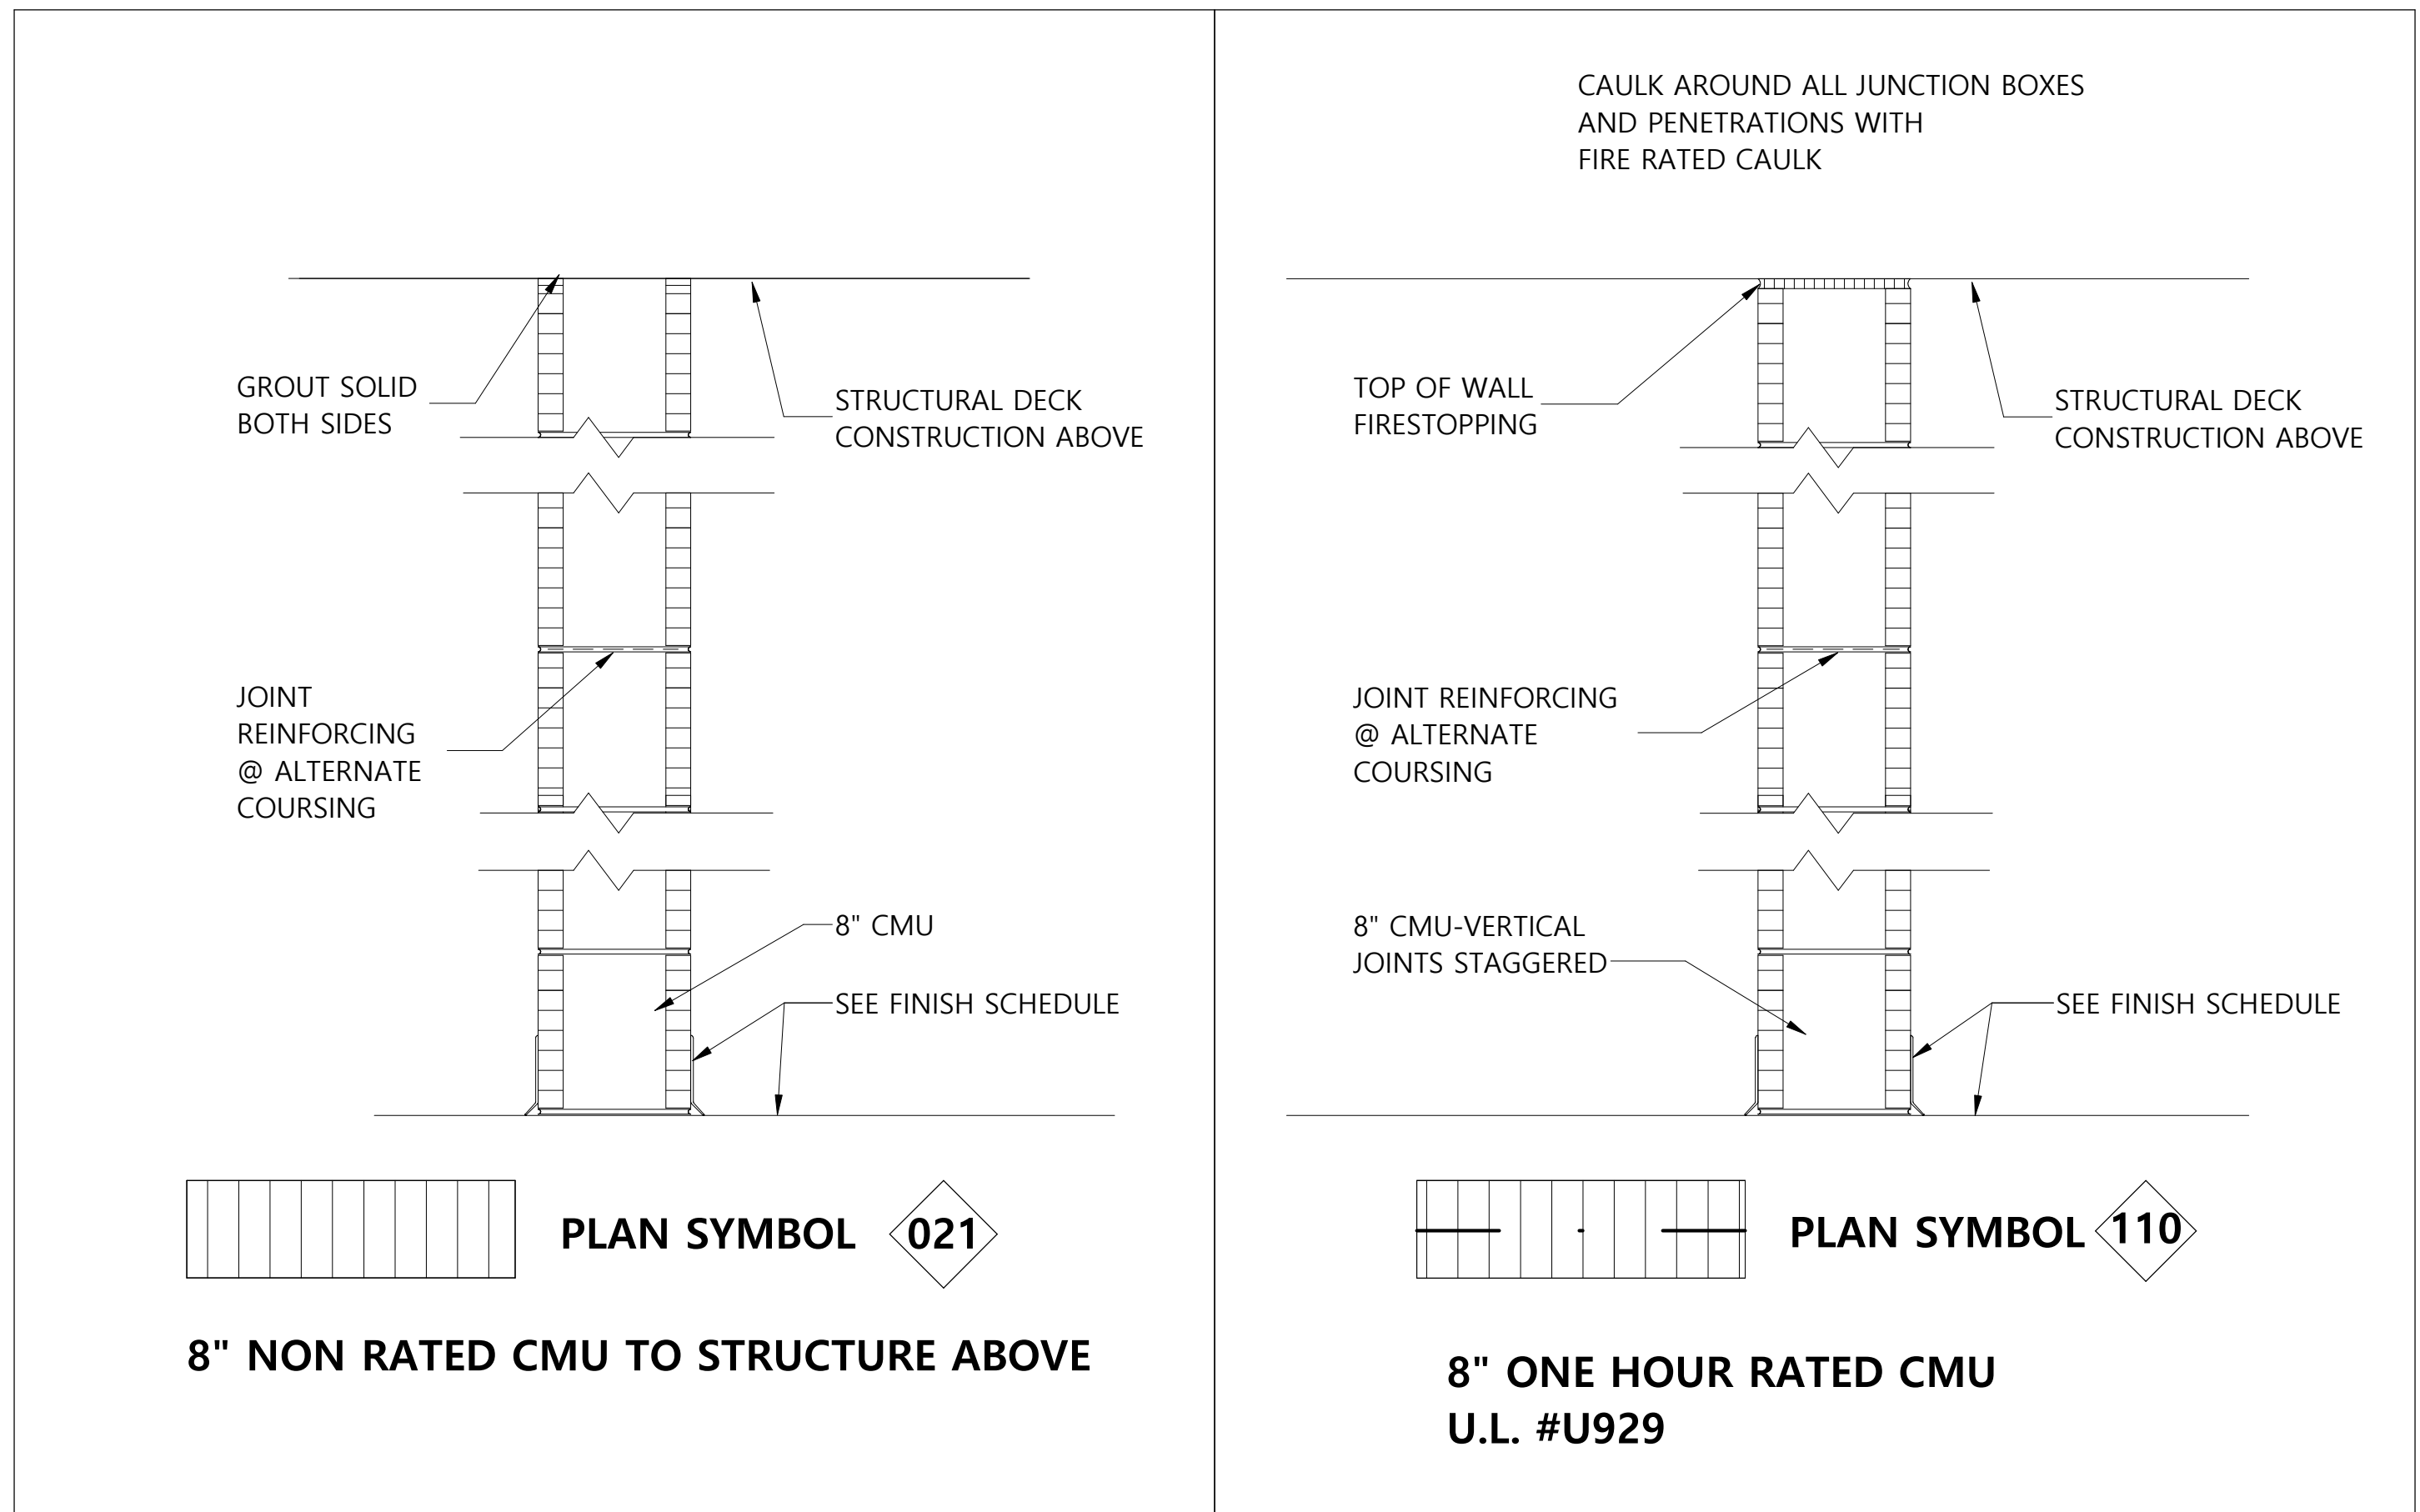 GROUT SOLID
BOTH SIDES
STRUCTURAL DECK
CONSTRUCTION ABOVE
JOINT
REINFORCING
@ ALTERNATE
COURSING
8" CMU
SEE FINISH SCHEDULE
PLAN SYMBOL
021
8" NON RATED CMU TO STRUCTURE ABOVE
CAULK AROUND ALL JUNCTION BOXES
AND PENETRATIONS WITH
FIRE RATED CAULK
TOP OF WALL
FIRESTOPPING
STRUCTURAL DECK
CONSTRUCTION ABOVE
JOINT REINFORCING
@ ALTERNATE
COURSING
8" CMU-VERTICAL
JOINTS STAGGERED
SEE FINISH SCHEDULE
PLAN SYMBOL
110
8" ONE HOUR RATED CMU
U.L. #U929